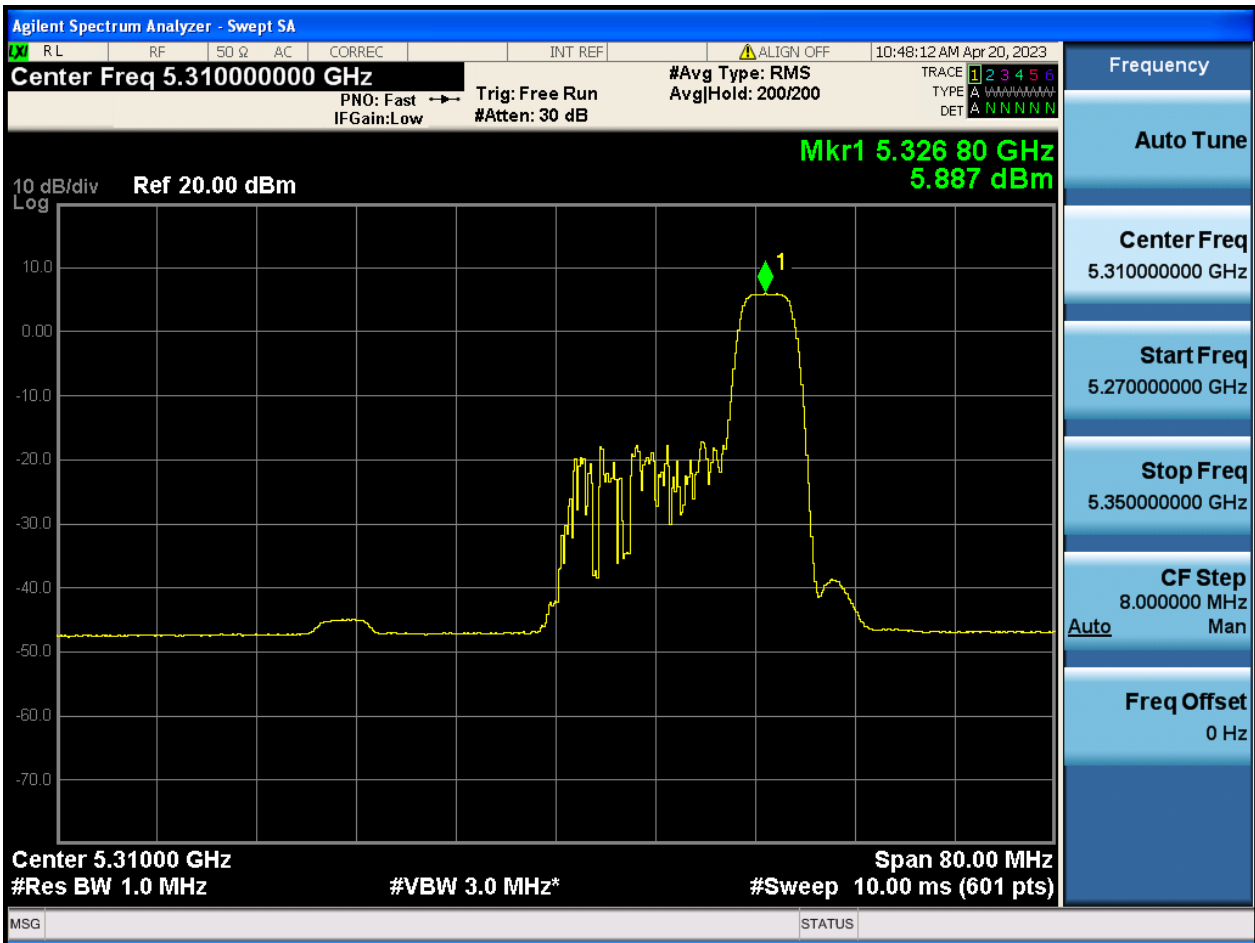 Agilent Spectrum Analyzer - Swept SA
LXI RL RF 50 Ω AC CORREC INT REF ALIGN OFF 10:48:12 AM Apr 20, 2023
Center Freq 5.310000000 GHz
PNO: Fast
IFGain:Low
Trig: Free Run
#Atten: 30 dB
#Avg Type: RMS
Avg|Hold: 200/200
TRACE 1 2 3 4 5 6
TYPE A WWWWW
DET A N N N N N
Mkr1 5.326 80 GHz
5.887 dBm
10 dB/div Ref 20.00 dBm
Log
1
10.0
0.00
-10.0
-20.0
-30.0
-40.0
-50.0
-60.0
-70.0
Center 5.31000 GHz Span 80.00 MHz
#Res BW 1.0 MHz #VBW 3.0 MHz* #Sweep 10.00 ms (601 pts)
MSG STATUS
Frequency
Auto Tune
Center Freq
5.310000000 GHz
Start Freq
5.270000000 GHz
Stop Freq
5.350000000 GHz
CF Step
8.000000 MHz
Auto Man
Freq Offset
0 Hz